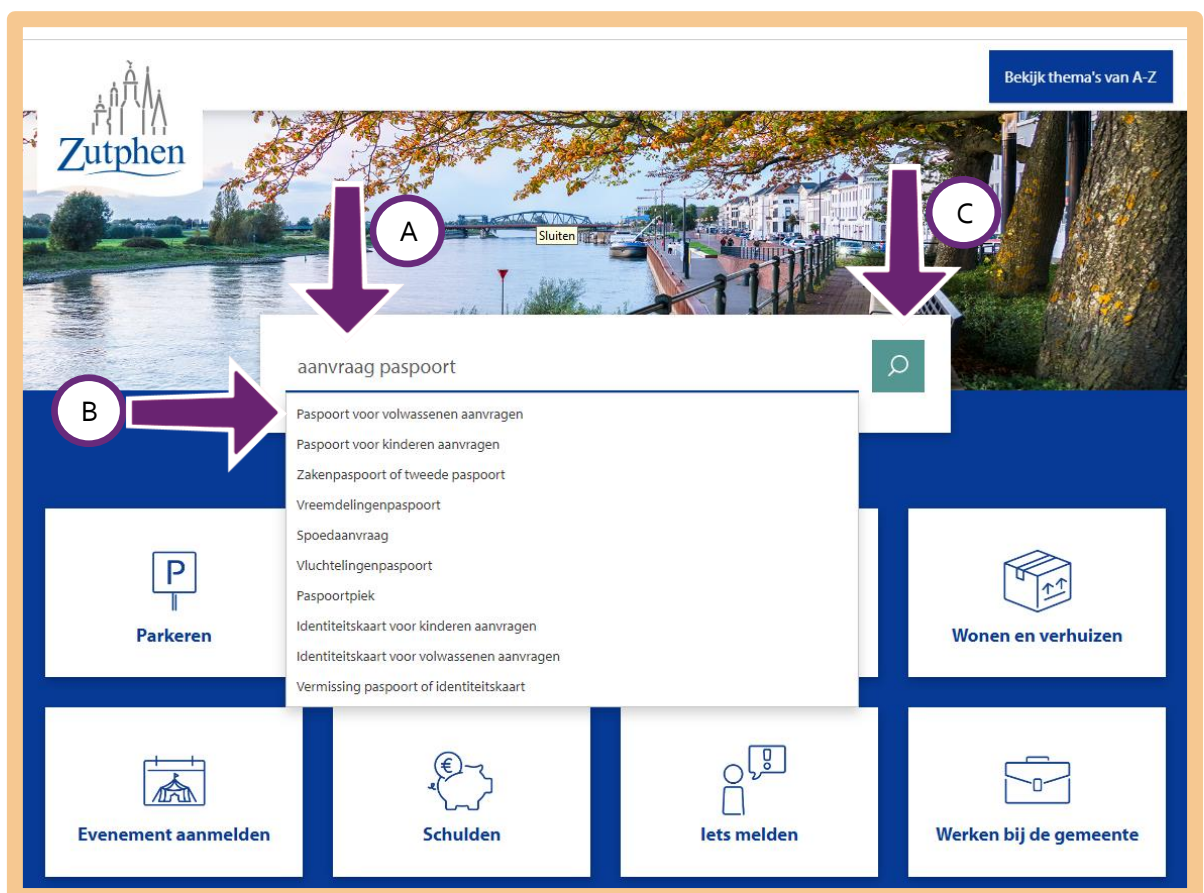 Bekijk thema's van A-Z
Zutphen
A
C
Sluiten
aanvraag paspoort
B
Paspoort voor volwassenen aanvragen
Paspoort voor kinderen aanvragen
Zakenpaspoort of tweede paspoort
Vreemdelingenpaspoort
Spoedaanvraag
Vluchtelingenpaspoort
Paspoortpiek
Identiteitskaart voor kinderen aanvragen
Identiteitskaart voor volwassenen aanvragen
Vermissing paspoort of identiteitskaart
P
Parkeren
Wonen en verhuizen
Evenement aanmelden
€
Schulden
!
Iets melden
Werken bij de gemeente